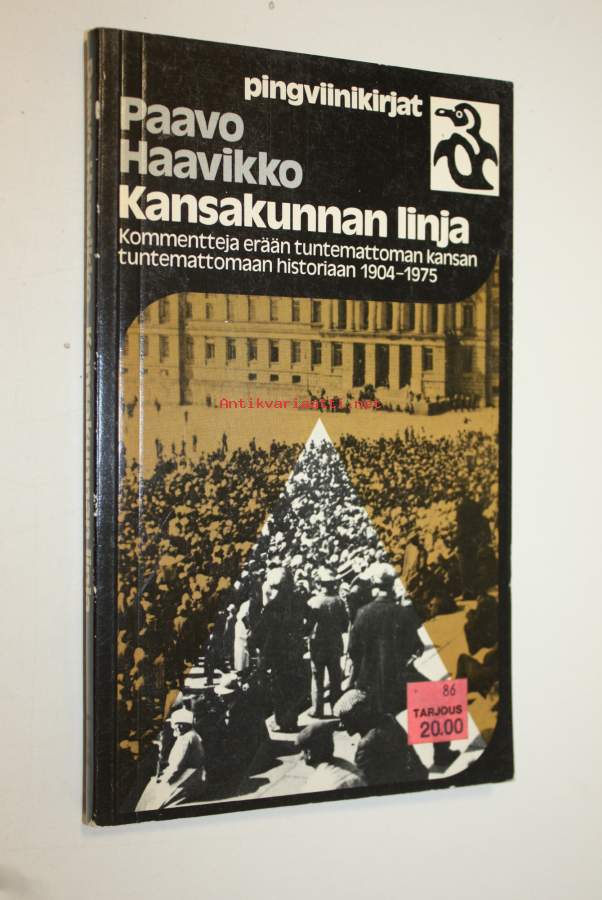 pingviinikirjat
Paavo
Haavikko
Kansakunnan linja
Kommentteja erään tuntemattoman kansan
tuntemattomaan historiaan 1904–1975
Antikvariaatti.net
86
TARJOUS
20.00